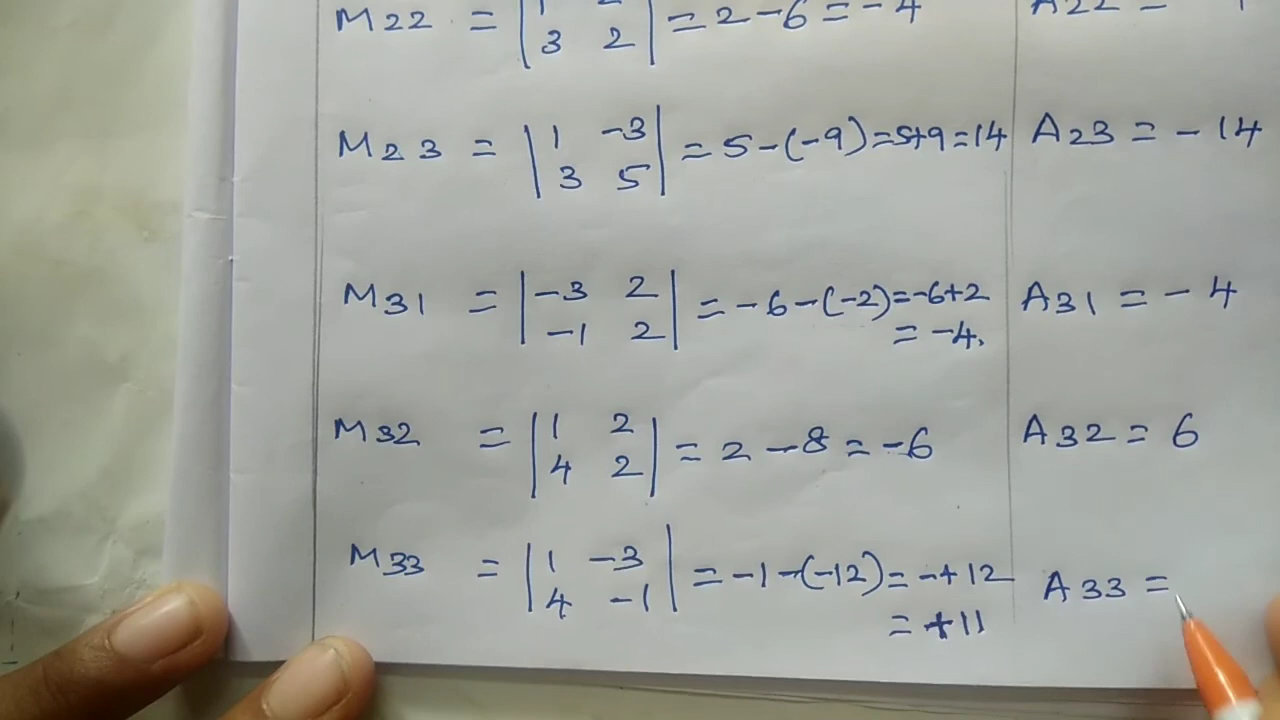 M22 = | 3 2 | = 2 - 6 = - 4 A22 =
M23 = | 1 -3 | = 5 - (-9) = 5+9 = 14 A23 = - 14
| 3 5 |
M31 = | -3 2 | = - 6 - (-2) = -6+2 A31 = - 4
| -1 2 | = -4.
M32 = | 1 2 | = 2 - 8 = -6 A32 = 6
| 4 2 |
M33 = | 1 -3 | = -1 - (-12) = -+12 A33 =
| 4 -1 | = +11